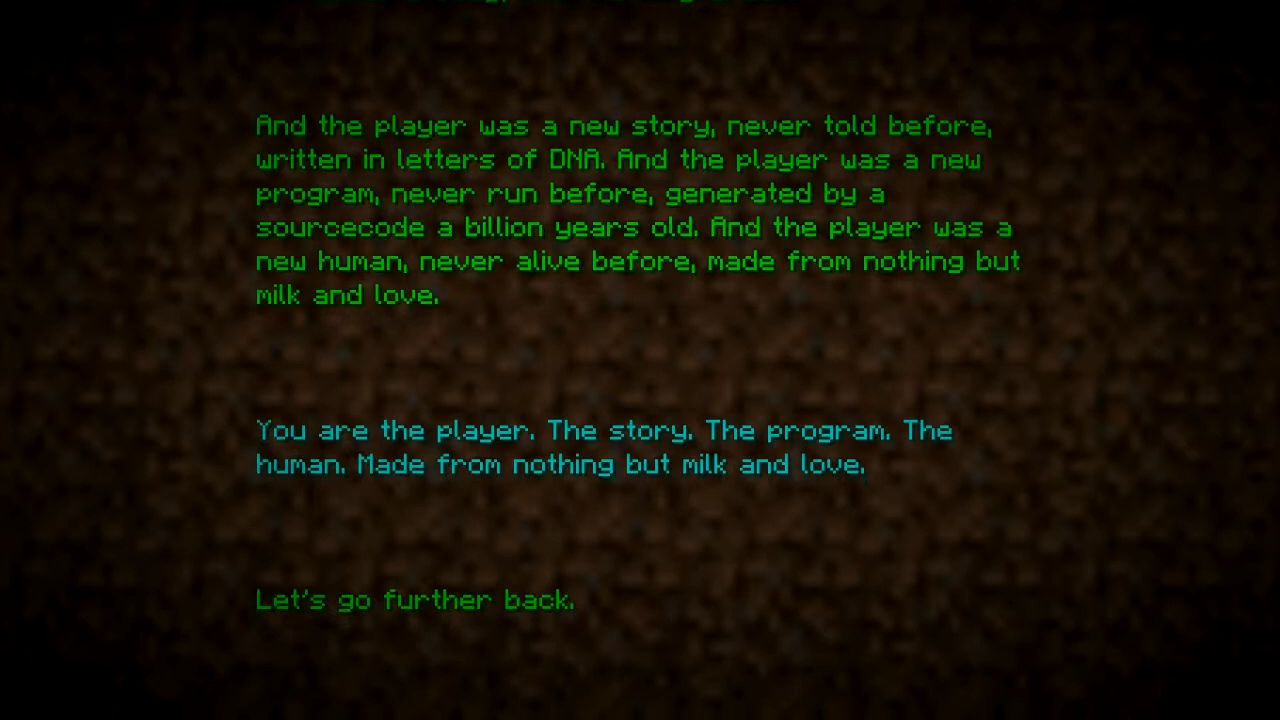 And the player was a new story, never told before,
written in letters of DNA. And the player was a new
program, never run before, generated by a
sourcecode a billion years old. And the player was a
new human, never alive before, made from nothing but
milk and love.
You are the player. The story. The program. The
human. Made from nothing but milk and love.
Let's go further back.